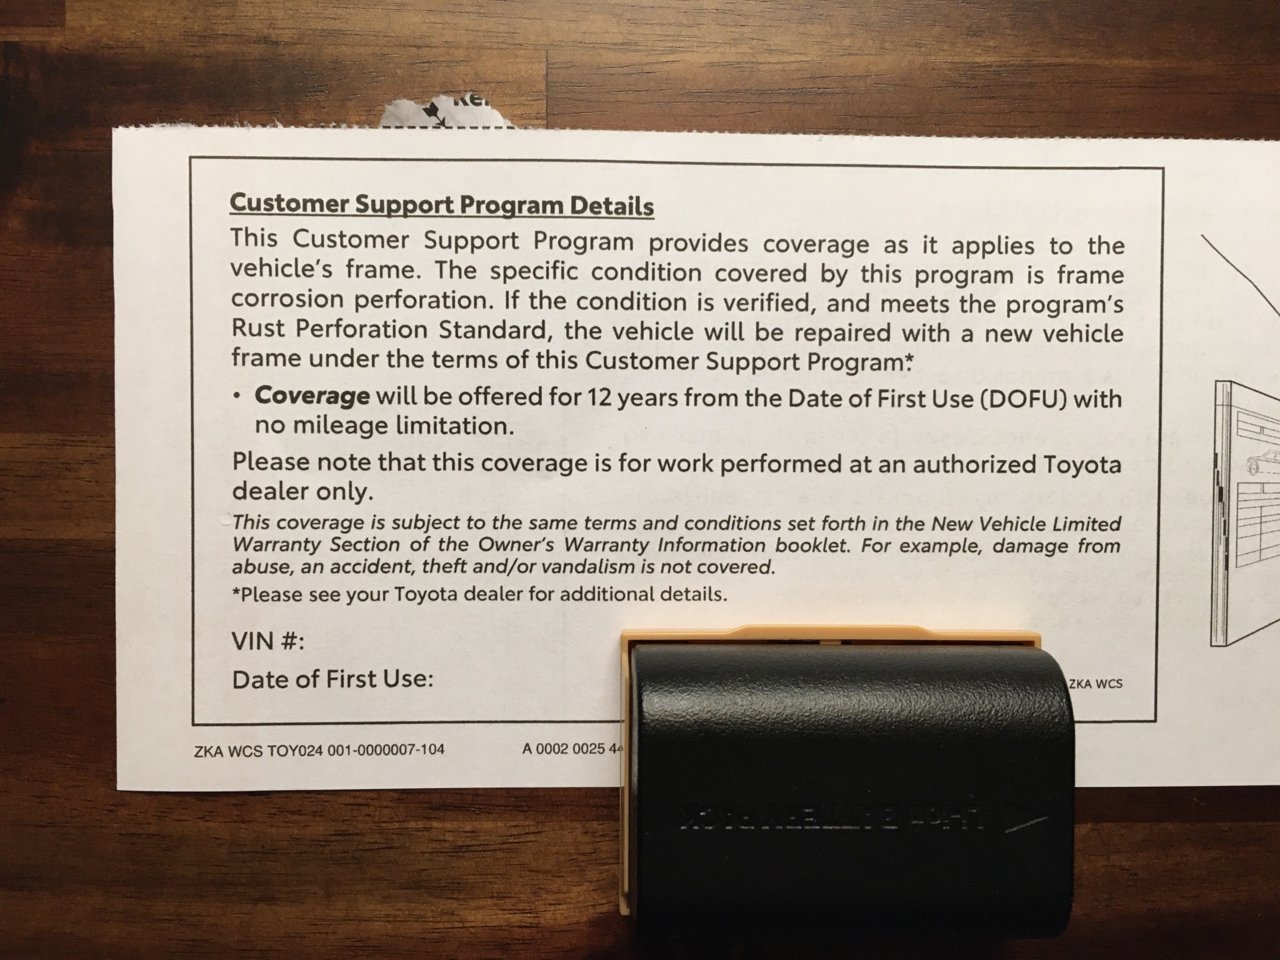 Customer Support Program Details
This Customer Support Program provides coverage as it applies to the
vehicle's frame. The specific condition covered by this program is frame
corrosion perforation. If the condition is verified, and meets the program's
Rust Perforation Standard, the vehicle will be repaired with a new vehicle
frame under the terms of this Customer Support Program*.
• Coverage will be offered for 12 years from the Date of First Use (DOFU) with
no mileage limitation.
Please note that this coverage is for work performed at an authorized Toyota
dealer only.
This coverage is subject to the same terms and conditions set forth in the New Vehicle Limited
Warranty Section of the Owner's Warranty Information booklet. For example, damage from
abuse, an accident, theft and/or vandalism is not covered.
*Please see your Toyota dealer for additional details.
VIN #:
Date of First Use:
ZKA WCS
ZKA WCS TOY024 001-0000007-104
A 0002 0025
BATTERY PACK